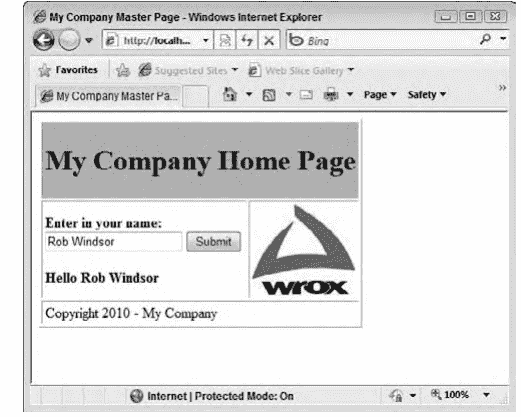 My Company Master Page - Windows Internet Explorer
http://localh...
Bing
Favorites
Suggested Sites
Web Slice Gallery
My Company Master Pa...
Page
Safety
»
My Company Home Page
Enter in your name:
Rob Windsor
Submit
Hello Rob Windsor
wrox
Copyright 2010 - My Company
Internet | Protected Mode: On
100%